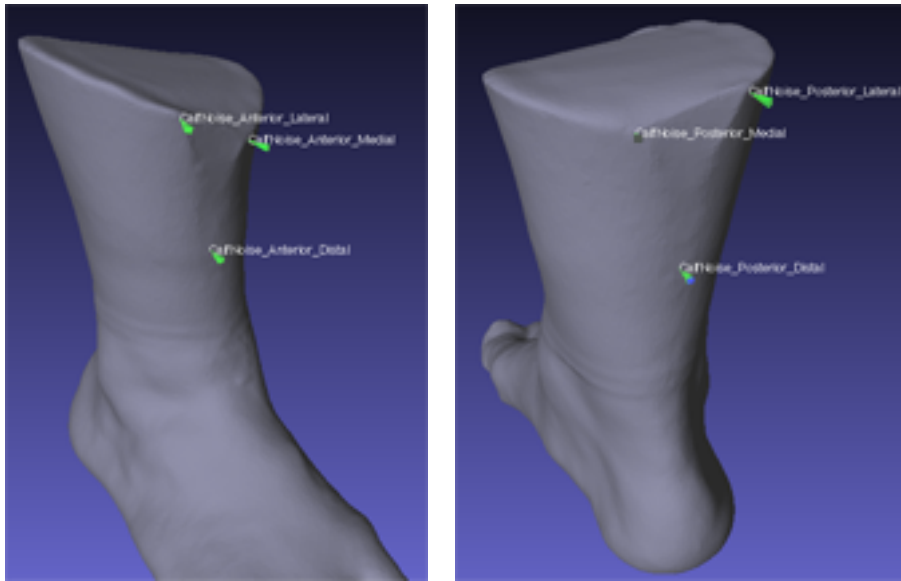 CalfNoise_Anterior_Lateral
CalfNoise_Anterior_Medial
CalfNoise_Anterior_Distal
CalfNoise_Posterior_Lateral
CalfNoise_Posterior_Medial
CalfNoise_Posterior_Distal